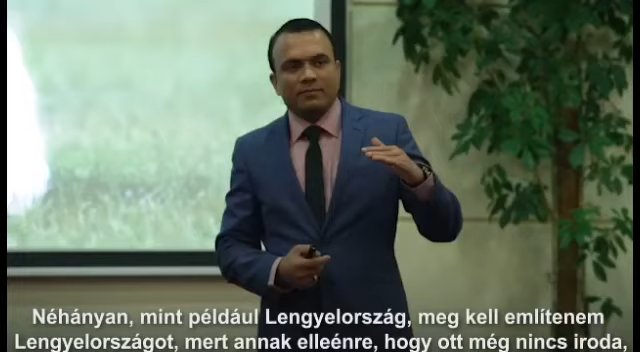 Néhányan, mint például Lengyelország, meg kell említenem
Lengyelországot, mert annak elleénre, hogy ott még nincs iroda,